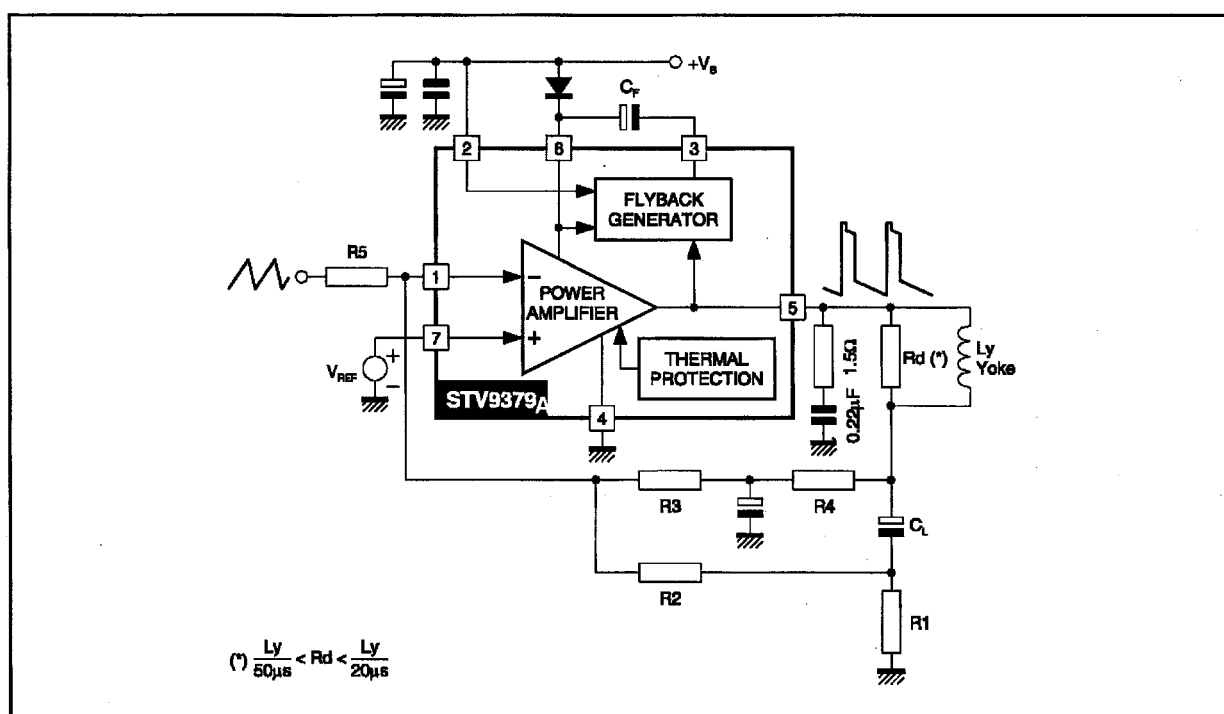 +VS
CF
2
6
3
FLYBACK
GENERATOR
R5
1
−
POWER
AMPLIFIER
5
7
+
VREF
+
−
THERMAL
PROTECTION
STV9379A
4
1.5Ω
0.22µF
Rd (*)
Ly
Yoke
R3
R4
CL
R2
R1
(*) Ly/50µs < Rd < Ly/20µs